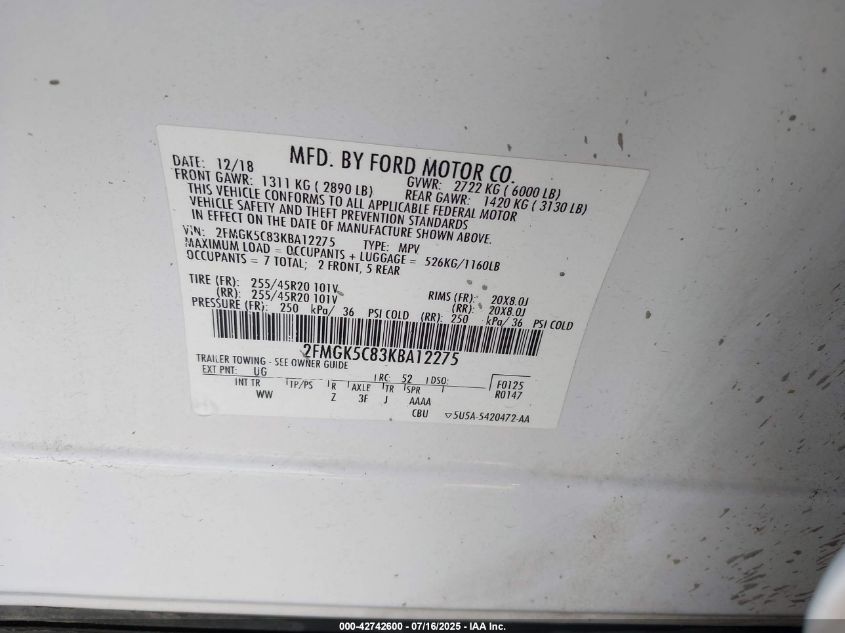 MFD. BY FORD MOTOR CO.
DATE: 12/18 GVWR: 2722 KG ( 6000 LB)
FRONT GAWR: 1311 KG ( 2890 LB) REAR GAWR: 1420 KG ( 3130 LB)
THIS VEHICLE CONFORMS TO ALL APPLICABLE FEDERAL MOTOR
VEHICLE SAFETY AND THEFT PREVENTION STANDARDS
IN EFFECT ON THE DATE OF MANUFACTURE SHOWN ABOVE.
VIN: 2FMGK5C83KBA12275 TYPE: MPV
MAXIMUM LOAD = OCCUPANTS + LUGGAGE = 526KG/1160LB
OCCUPANTS = 7 TOTAL; 2 FRONT, 5 REAR
TIRE (FR): 255/45R20 101V RIMS (FR): 20X8.0J
(RR): 255/45R20 101V (RR): 20X8.0J
PRESSURE (FR): 250 kPa/ 36 PSI COLD (RR): 250 kPa/ 36 PSI COLD
2FMGK5C83KBA12275
TRAILER TOWING - SEE OWNER GUIDE
EXT PNT: UG RC: 52 DSO: F0125
INT TR TP/PS R AXLE TR SPR R0147
WW Z 3F J AAAA
CBU ▽5U5A-5420472-AA
000-42742600 - 07/16/2025 - IAA Inc.